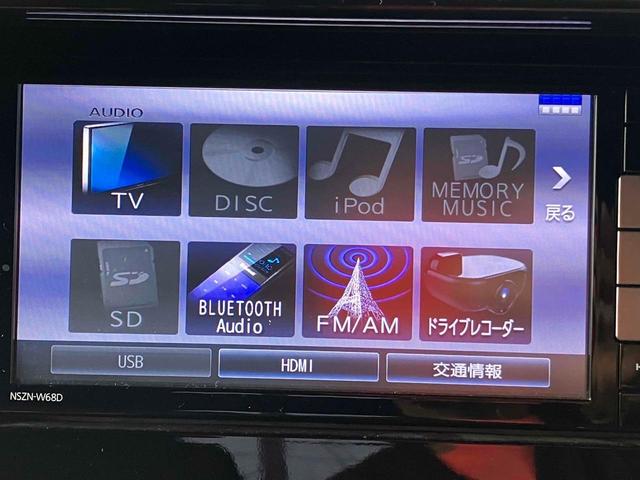 AUDIO
TV
DISC
iPod
MEMORY
MUSIC
戻る
SD
BLUETOOTH
Audio
FM/AM
ドライブレコーダー
USB
HDMI
交通情報
NSZN-W68D